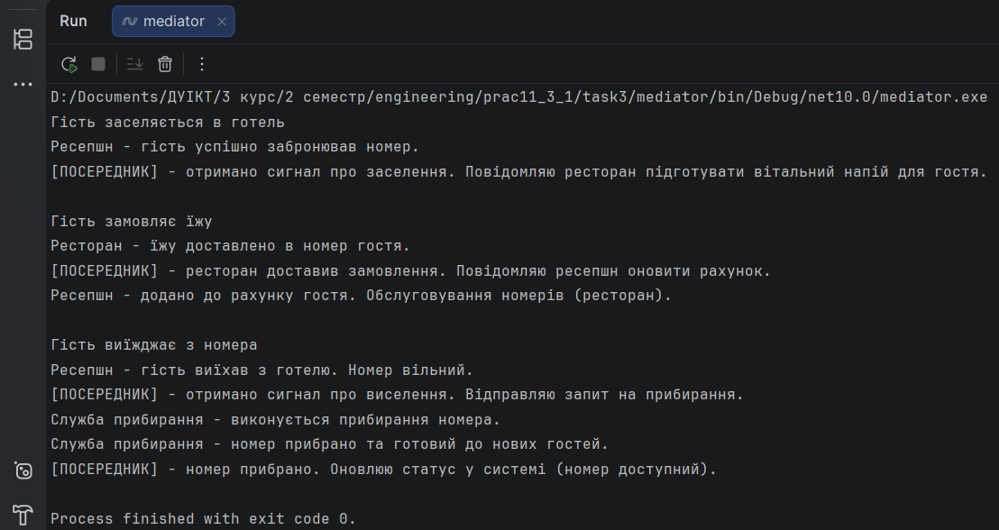 Run mediator
D:/Documents/ДУІКТ/3 курс/2 семестр/engineering/prac11_3_1/task3/mediator/bin/Debug/net10.0/mediator.exe
Гість заселяється в готель
Ресепшн - гість успішно забронював номер.
[ПОСЕРЕДНИК] - отримано сигнал про заселення. Повідомляю ресторан підготувати вітальний напій для гостя.
Гість замовляє їжу
Ресторан - їжу доставлено в номер гостя.
[ПОСЕРЕДНИК] - ресторан доставив замовлення. Повідомляю ресепшн оновити рахунок.
Ресепшн - додано до рахунку гостя. Обслуговування номерів (ресторан).
Гість виїжджає з номера
Ресепшн - гість виїхав з готелю. Номер вільний.
[ПОСЕРЕДНИК] - отримано сигнал про виселення. Відправляю запит на прибирання.
Служба прибирання - виконується прибирання номера.
Служба прибирання - номер прибрано та готовий до нових гостей.
[ПОСЕРЕДНИК] - номер прибрано. Оновлюю статус у системі (номер доступний).
Process finished with exit code 0.